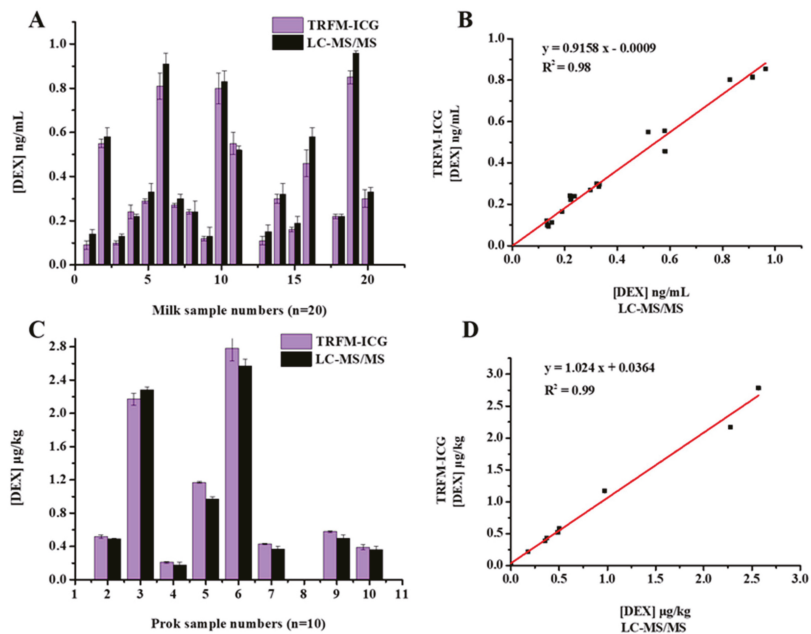 A
TRFM-ICG
LC-MS/MS
[DEX] ng/mL
1.0
0.8
0.6
0.4
0.2
0.0
0 5 10 15 20
Milk sample numbers (n=20)
B
y = 0.9158 x - 0.0009
R² = 0.98
TRFM-ICG
[DEX] ng/mL
1.0
0.8
0.6
0.4
0.2
0.0
0.0 0.2 0.4 0.6 0.8 1.0
[DEX] ng/mL
LC-MS/MS
C
TRFM-ICG
LC-MS/MS
[DEX] µg/kg
2.8
2.4
2.0
1.6
1.2
0.8
0.4
0.0
1 2 3 4 5 6 7 8 9 10 11
Prok sample numbers (n=10)
D
y = 1.024 x + 0.0364
R² = 0.99
TRFM-ICG
[DEX] µg/kg
3.0
2.5
2.0
1.5
1.0
0.5
0.0
0.0 0.5 1.0 1.5 2.0 2.5 3.0
[DEX] µg/kg
LC-MS/MS